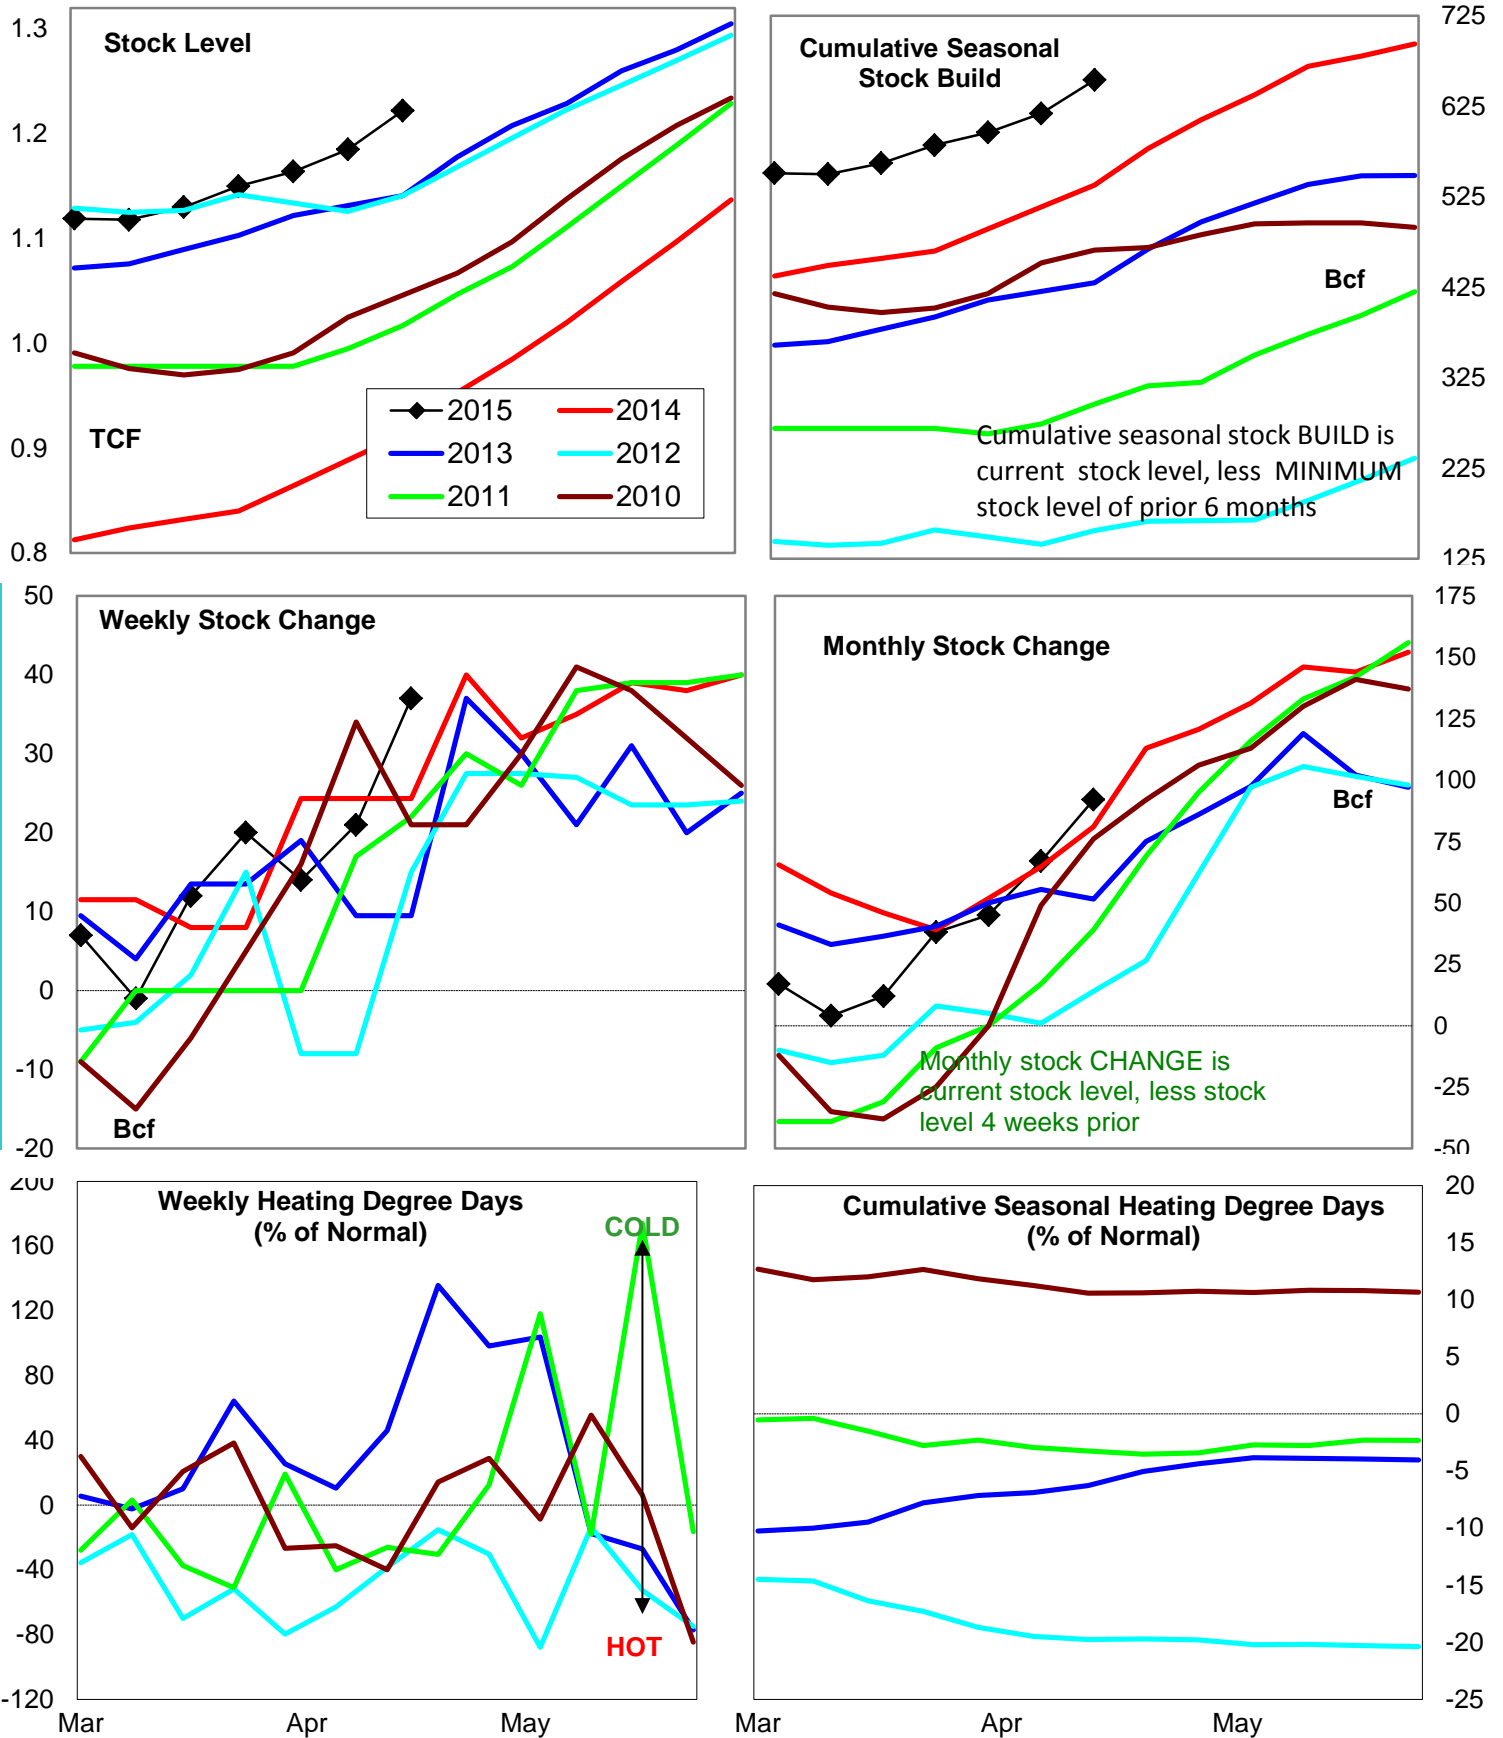 Stock Level
1.3
1.2
1.1
1.0
0.9
0.8
TCF
2015
2014
2013
2012
2011
2010
Cumulative Seasonal
Stock Build
725
625
525
425
325
225
125
Bcf
Cumulative seasonal stock BUILD is
current stock level, less MINIMUM
stock level of prior 6 months
Weekly Stock Change
50
40
30
20
10
0
-10
-20
Bcf
Monthly Stock Change
175
150
125
100
75
50
25
0
-25
-50
Bcf
Monthly stock CHANGE is
current stock level, less stock
level 4 weeks prior
Weekly Heating Degree Days
(% of Normal)
200
160
120
80
40
0
-40
-80
-120
COLD
HOT
Mar
Apr
May
Cumulative Seasonal Heating Degree Days
(% of Normal)
20
15
10
5
0
-5
-10
-15
-20
-25
Mar
Apr
May